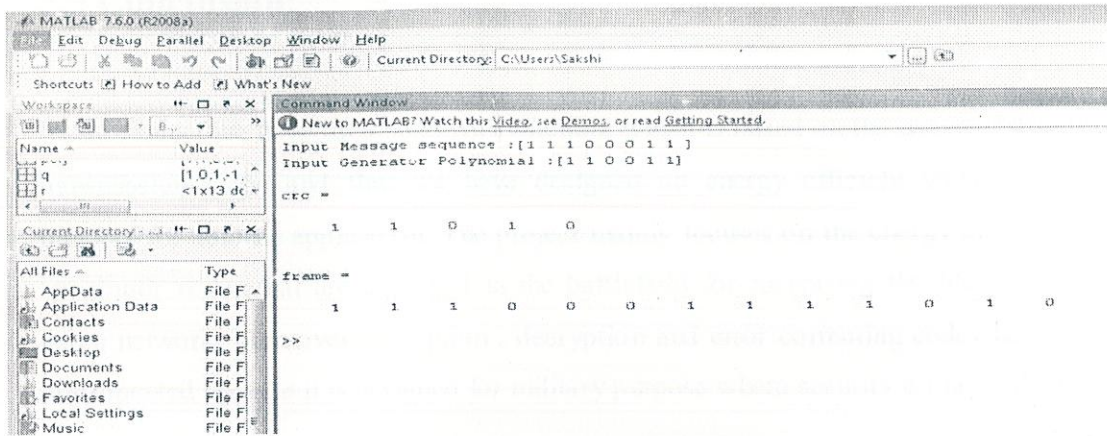 MATLAB 7.6.0 (R2008a)
File Edit Debug Parallel Desktop Window Help
Current Directory: C:\Users\Sakshi
Shortcuts How to Add What's New
Workspace
Name Value
q [1,0,1,-1,
r <1x13 dc
Current Directory
All Files Type
AppData File F
Application Data File F
Contacts File F
Cookies File F
Desktop File F
Documents File F
Downloads File F
Favorites File F
Local Settings File F
Music File F
Command Window
New to MATLAB? Watch this Video, see Demos, or read Getting Started.
Input Message sequence :[1 1 1 0 0 0 1 1 ]
Input Generator Polynomial :[1 1 0 0 1 1]
crc =
1 1 0 1 0
frame =
1 1 1 0 0 0 1 1 1 1 0 1 0
>>